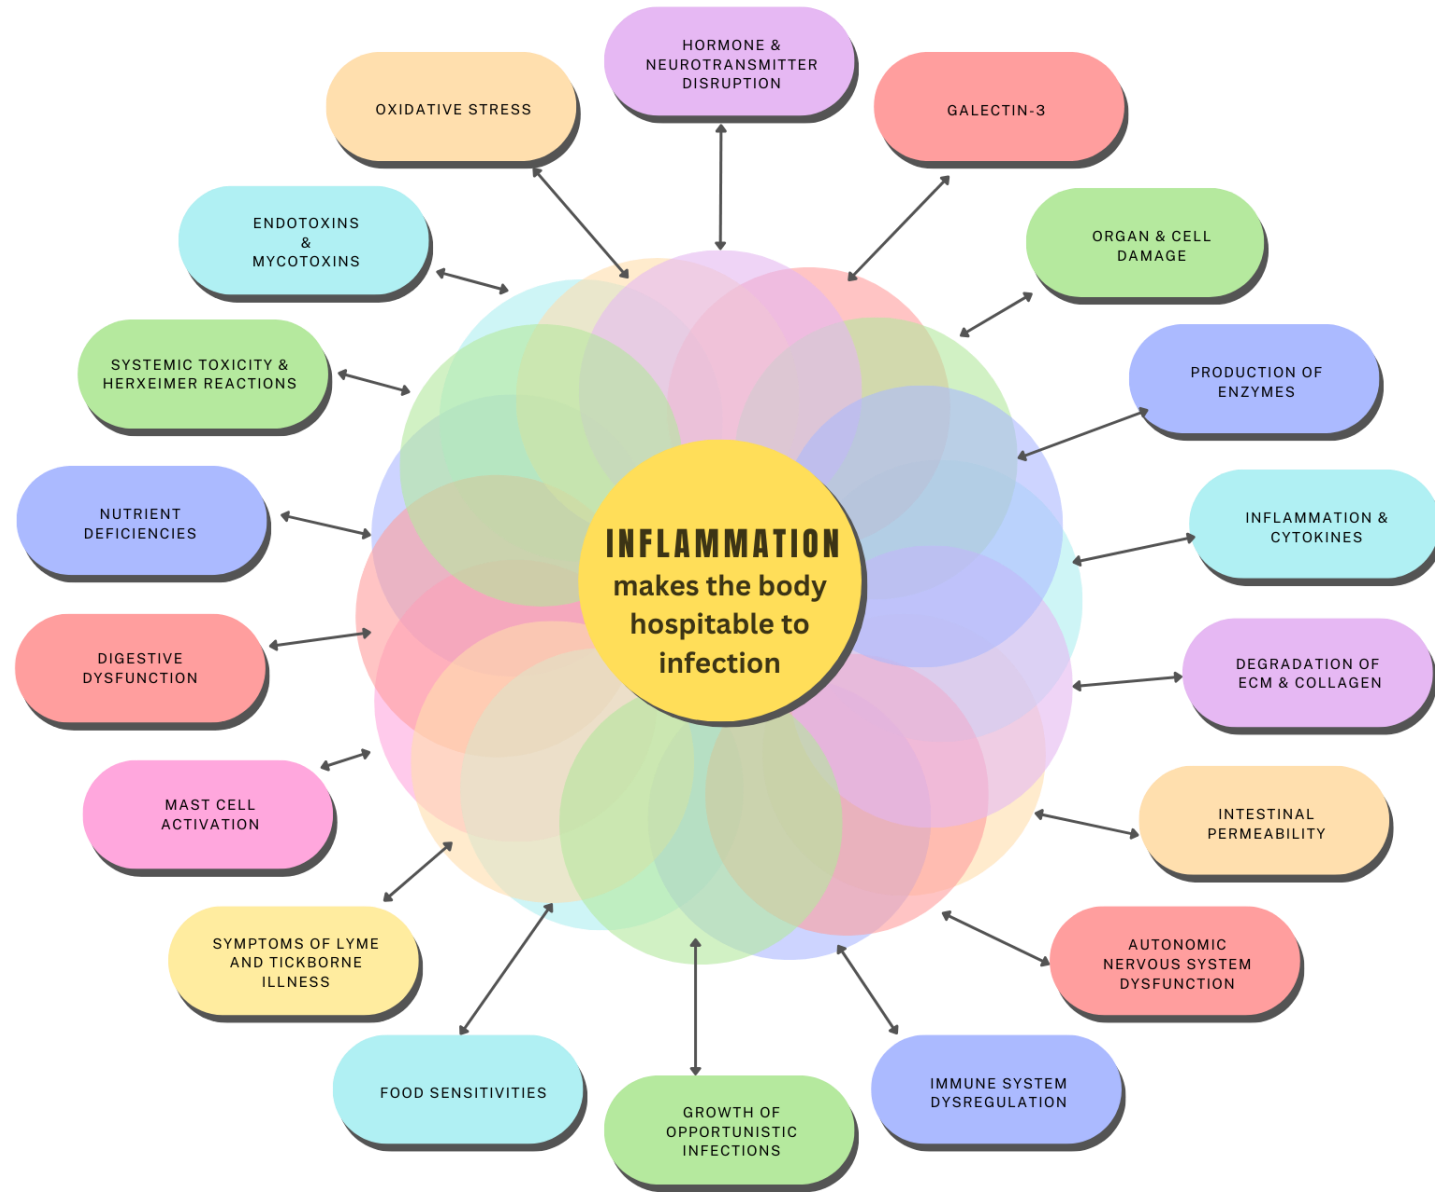 HORMONE &
NEUROTRANSMITTER
DISRUPTION
GALECTIN-3
ORGAN & CELL
DAMAGE
PRODUCTION OF
ENZYMES
INFLAMMATION &
CYTOKINES
DEGRADATION OF
ECM & COLLAGEN
INTESTINAL
PERMEABILITY
AUTONOMIC
NERVOUS SYSTEM
DYSFUNCTION
IMMUNE SYSTEM
DYSREGULATION
GROWTH OF
OPPORTUNISTIC
INFECTIONS
FOOD SENSITIVITIES
SYMPTOMS OF LYME
AND TICKBORNE
ILLNESS
MAST CELL
ACTIVATION
DIGESTIVE
DYSFUNCTION
NUTRIENT
DEFICIENCIES
SYSTEMIC TOXICITY &
HERXEIMER REACTIONS
ENDOTOXINS
&
MYCOTOXINS
OXIDATIVE STRESS
INFLAMMATION
makes the body
hospitable to
infection